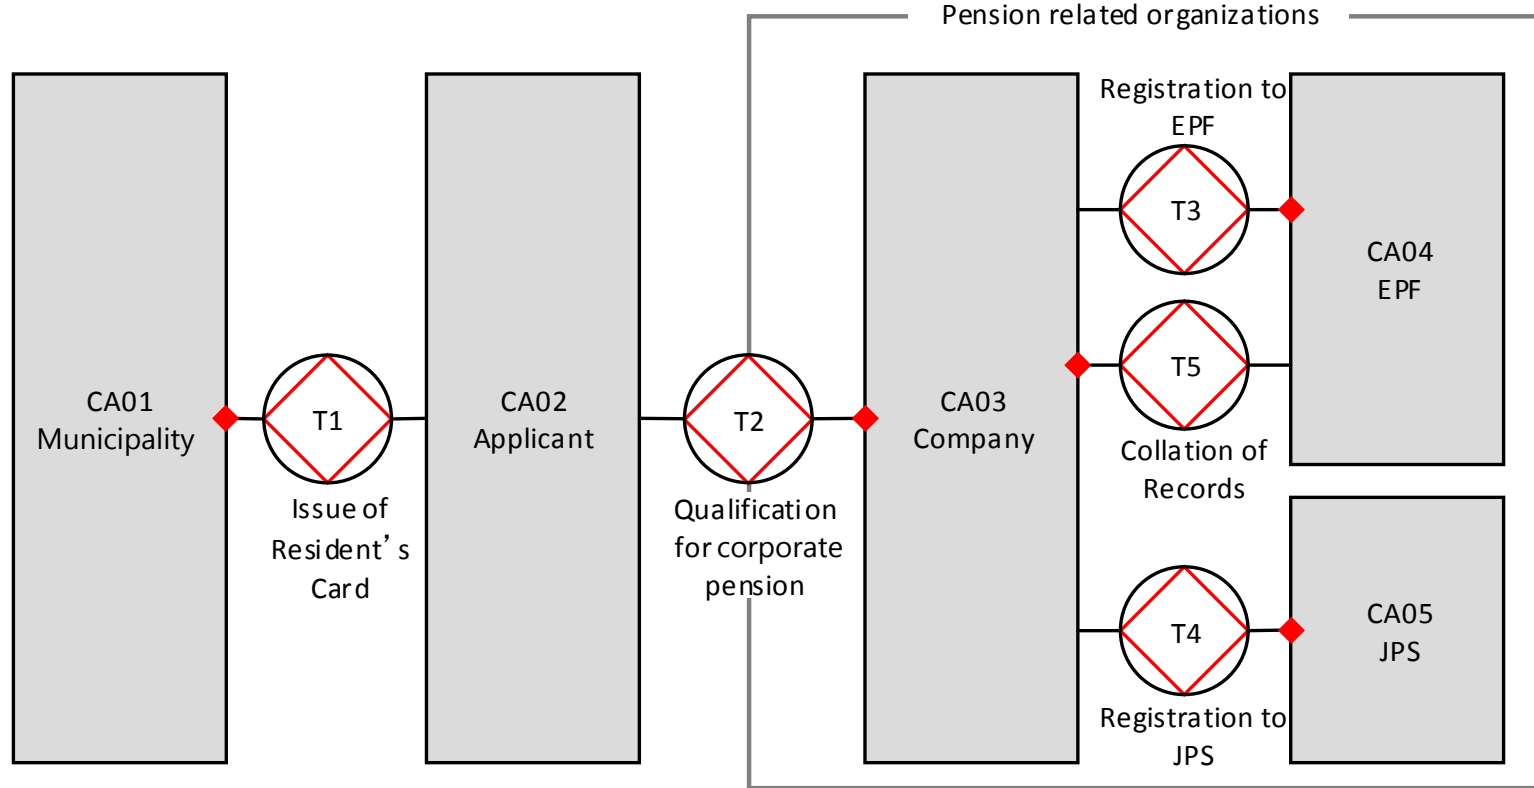 Pension related organizations
CA01
Municipality
T1
Issue of
Resident’s
Card
CA02
Applicant
T2
Qualification
for corporate
pension
CA03
Company
Registration to
EPF
T3
T5
Collation of
Records
T4
Registration to
JPS
CA04
EPF
CA05
JPS